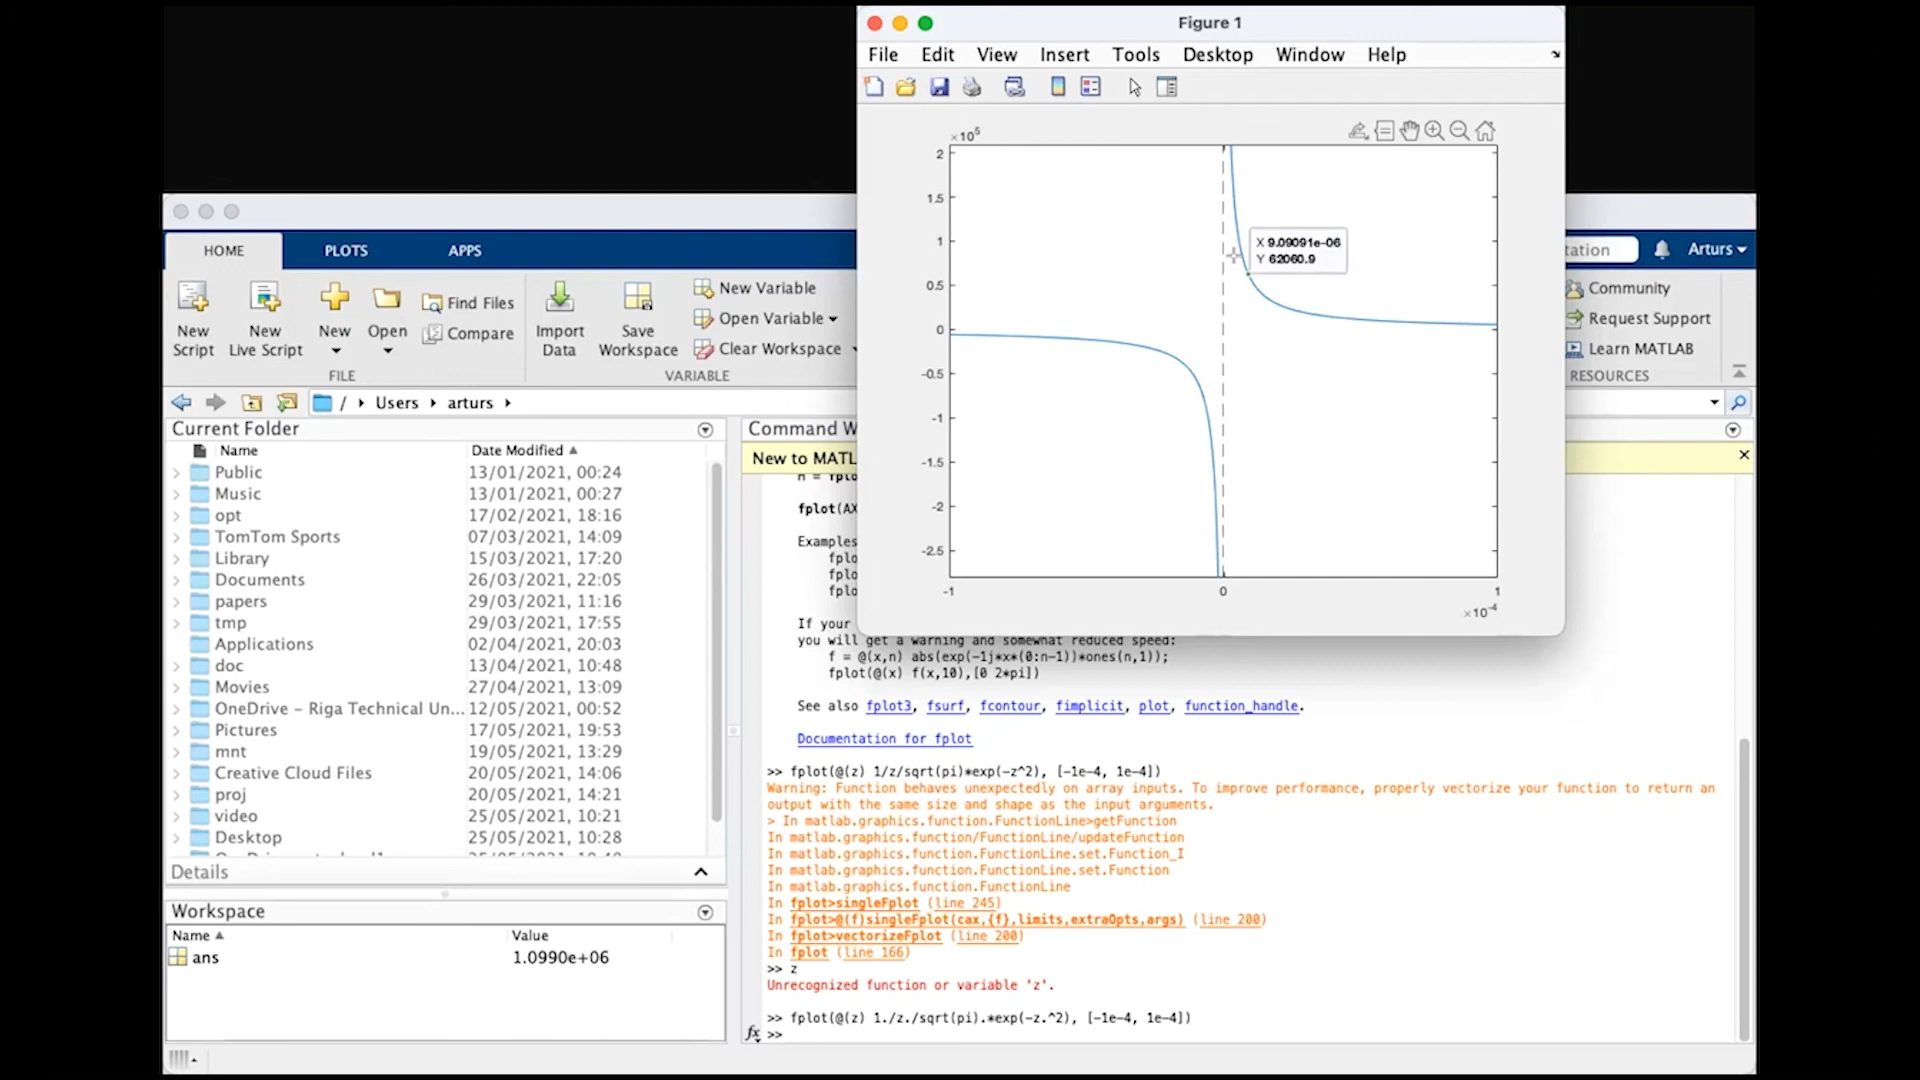 Figure 1
File Edit View Insert Tools Desktop Window Help
×10⁵
2
1.5
1
0.5
0
-0.5
-1
-1.5
-2
-2.5
-1 0 1
×10⁻⁴
X 9.09091e-06
Y 62060.9
HOME PLOTS APPS
tation Arturs
New Script
New Live Script
New
Open
Find Files
Compare
FILE
Import Data
Save Workspace
New Variable
Open Variable
Clear Workspace
VARIABLE
Community
Request Support
Learn MATLAB
RESOURCES
/ Users arturs
Current Folder
Name Date Modified
Public 13/01/2021, 00:24
Music 13/01/2021, 00:27
opt 17/02/2021, 18:16
TomTom Sports 07/03/2021, 14:09
Library 15/03/2021, 17:20
Documents 26/03/2021, 22:05
papers 29/03/2021, 11:16
tmp 29/03/2021, 17:55
Applications 02/04/2021, 20:03
doc 13/04/2021, 10:48
Movies 27/04/2021, 13:09
OneDrive – Riga Technical Un... 12/05/2021, 00:52
Pictures 17/05/2021, 19:53
mnt 19/05/2021, 13:29
Creative Cloud Files 20/05/2021, 14:06
proj 20/05/2021, 14:21
video 25/05/2021, 10:21
Desktop 25/05/2021, 10:28
Details
Workspace
Name Value
ans 1.0990e+06
Command W
New to MATL
fplot(AX
Examples
fplo
fplo
fplo
If your
you will get a warning and somewhat reduced speed:
f = @(x,n) abs(exp(-1j*x*(0:n-1))*ones(n,1));
fplot(@(x) f(x,10),[0 2*pi])
See also fplot3, fsurf, fcontour, fimplicit, plot, function_handle.
Documentation for fplot
>> fplot(@(z) 1/z/sqrt(pi)*exp(-z^2), [-1e-4, 1e-4])
Warning: Function behaves unexpectedly on array inputs. To improve performance, properly vectorize your function to return an
output with the same size and shape as the input arguments.
> In matlab.graphics.function.FunctionLine>getFunction
In matlab.graphics.function/FunctionLine/updateFunction
In matlab.graphics.function.FunctionLine.set.Function_I
In matlab.graphics.function.FunctionLine.set.Function
In matlab.graphics.function.FunctionLine
In fplot>singleFplot (line 245)
In fplot>@(f)singleFplot(cax,{f},limits,extraOpts,args) (line 200)
In fplot>vectorizeFplot (line 200)
In fplot (line 166)
>> z
Unrecognized function or variable 'z'.
>> fplot(@(z) 1./z./sqrt(pi).*exp(-z.^2), [-1e-4, 1e-4])
fx >>